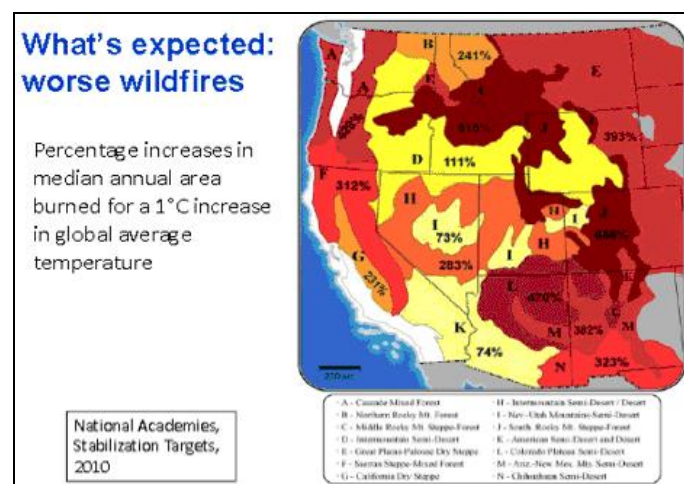 What's expected:
worse wildfires
Percentage increases in
median annual area
burned for a 1°C increase
in global average
temperature
National Academies,
Stabilization Targets,
2010
A
A
B
241%
E
E
C
J
393%
D
111%
F
312%
H
I
73%
H
I
J
H
283%
I
G
231%
L
M
M
K
74%
N
323%
A - Cascade Mixed Forest
B - Northern Rocky Mt. Forest
C - Middle Rocky Mt. Steppe-Forest
D - Intermountain Semi-Desert
E - Great Plains-Palouse Dry Steppe
F - Sierran Steppe-Mixed Forest
G - California Dry Steppe
H - Intermountain Semi-Desert / Desert
I - Nev.-Utah Mountains-Semi-Desert
J - South. Rocky Mt. Steppe-Forest
K - American Semi-Desert and Desert
L - Colorado Plateau Semi-Desert
M - Ariz.-New Mex. Mts. Semi-Desert
N - Chihuahuan Semi-Desert